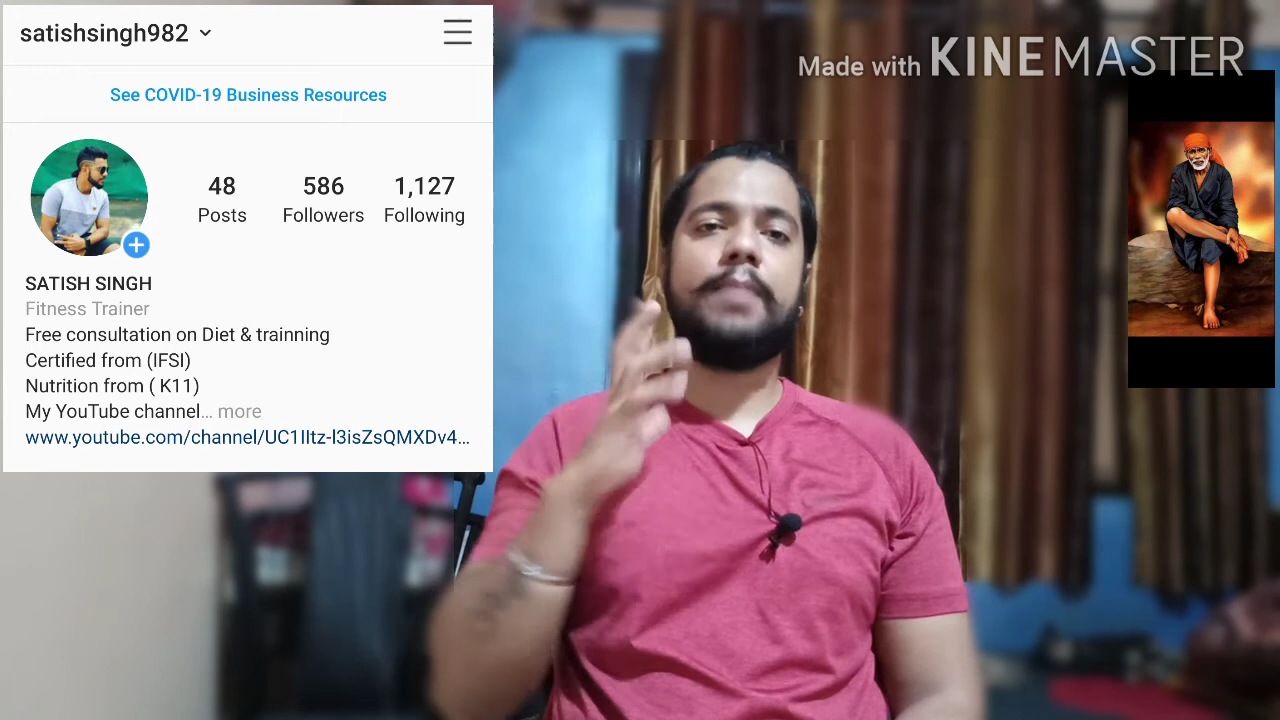 satishsingh982
Made with KINEMASTER
See COVID-19 Business Resources
48
586
1,127
Posts
Followers
Following
SATISH SINGH
Fitness Trainer
Free consultation on Diet & trainning
Certified from (IFSI)
Nutrition from ( K11)
My YouTube channel... more
www.youtube.com/channel/UC1IItz-l3isZsQMXDv4...